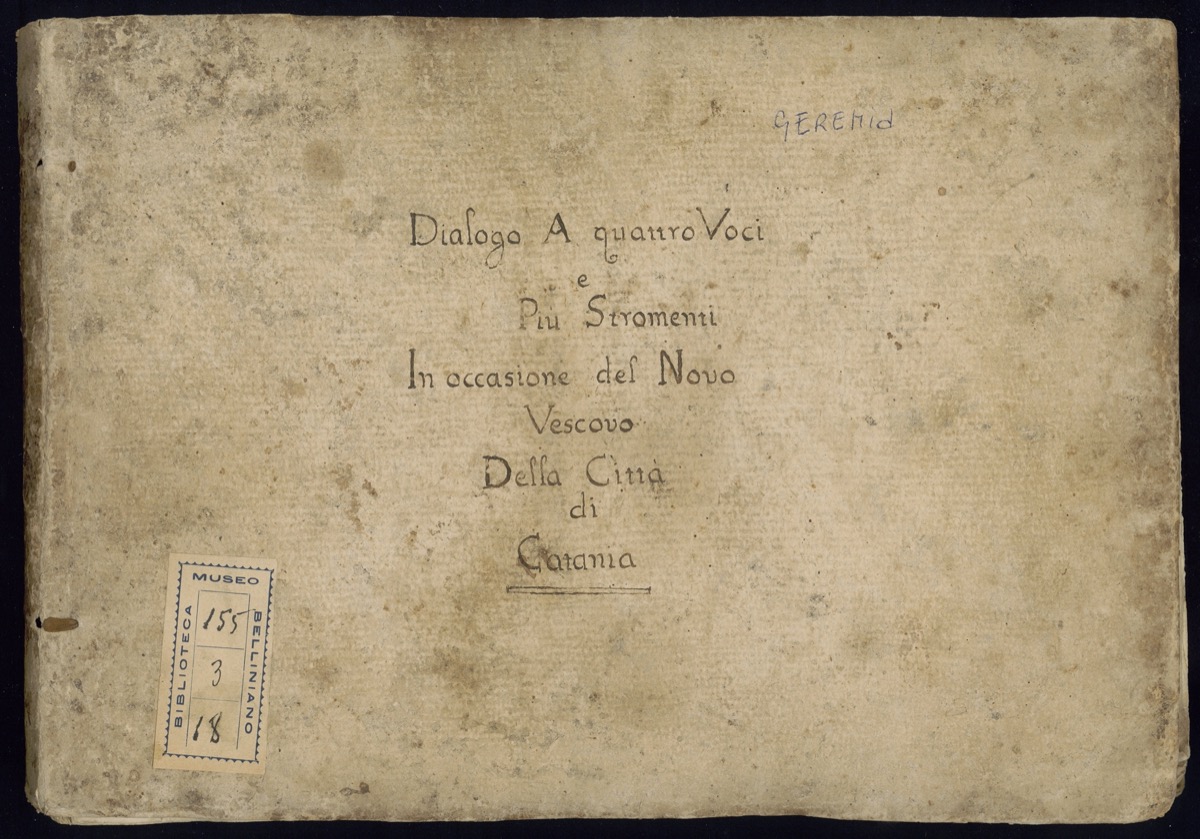 GEREMIA
Dialogo A quattro Voci
e
Più Stromenti
In occasione del Novo
Vescovo
Della Città
di
Catania
MUSEO
BIBLIOTECA
BELLINIANO
155
3
18